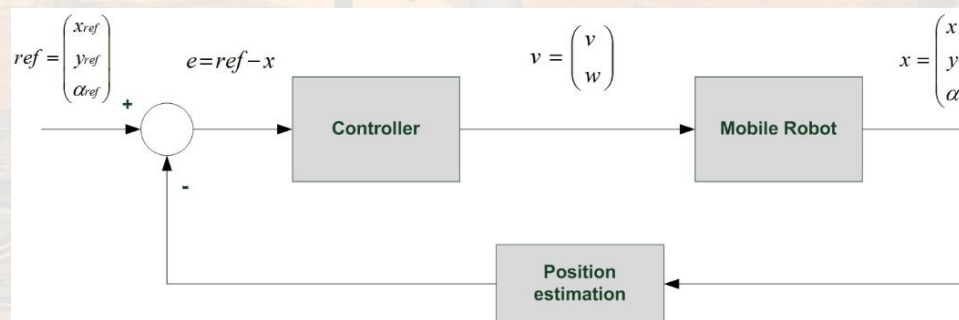 ref = (xref
yref
αref)
+
e=ref−x
-
Controller
v = (v
w)
Mobile Robot
x = (x
y
α
Position
estimation